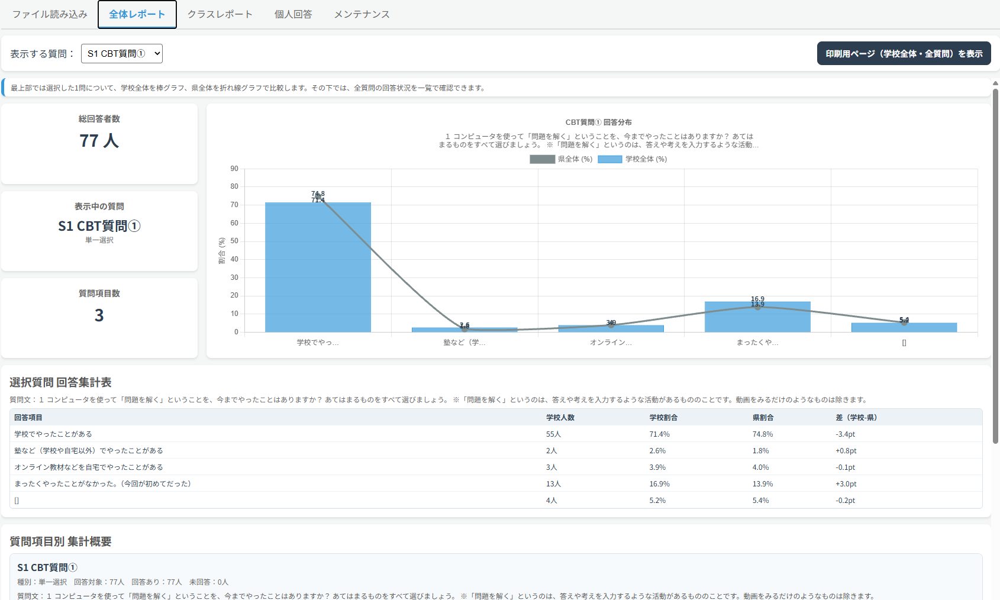 ファイル読み込み 全体レポート クラスレポート 個人回答 メンテナンス
表示する質問： S1 CBT質問① 印刷用ページ（学校全体・全質問）を表示
最上部では選択した1問について、学校全体を棒グラフ、県全体を折れ線グラフで比較します。その下では、全質問の回答状況を一覧で確認できます。
総回答者数
77 人
表示中の質問
S1 CBT質問①
単一選択
質問項目数
3
CBT質問① 回答分布
１ コンピュータを使って「問題を解く」ということを、今までやったことはありますか？ あては
まるものをすべて選びましょう。 ※「問題を解く」というのは、答えや考えを入力するような活動...
県全体 (%) 学校全体 (%)
割合 (%)
90
80
70
60
50
40
30
20
10
0
74.8
71.4
2.6
3.9
16.9
13.9
学校でやっ... 塾など（学... オンライン... まったくや... []
選択質問 回答集計表
質問文：１ コンピュータを使って「問題を解く」ということを、今までやったことはありますか？ あてはまるものをすべて選びましょう。 ※「問題を解く」というのは、答えや考えを入力するような活動があるもののことです。動画をみるだけのようなものは除きます。
回答項目 学校人数 学校割合 県割合 差（学校-県）
学校でやったことがある 55人 71.4% 74.8% -3.4pt
塾など（学校や自宅以外）でやったことがある 2人 2.6% 1.8% +0.8pt
オンライン教材などを自宅でやったことがある 3人 3.9% 4.0% -0.1pt
まったくやったことがなかった。（今回が初めてだった） 13人 16.9% 13.9% +3.0pt
[] 4人 5.2% 5.4% -0.2pt
質問項目別 集計概要
S1 CBT質問①
種別：単一選択 回答対象：77人 回答あり：77人 未回答：0人
質問文：１ コンピュータを使って「問題を解く」ということを、今までやったことはありますか？ あてはまるものをすべて選びましょう。 ※「問題を解く」というのは、答えや考えを入力するような活動があるもののことです。動画をみるだけのようなものは除きます。